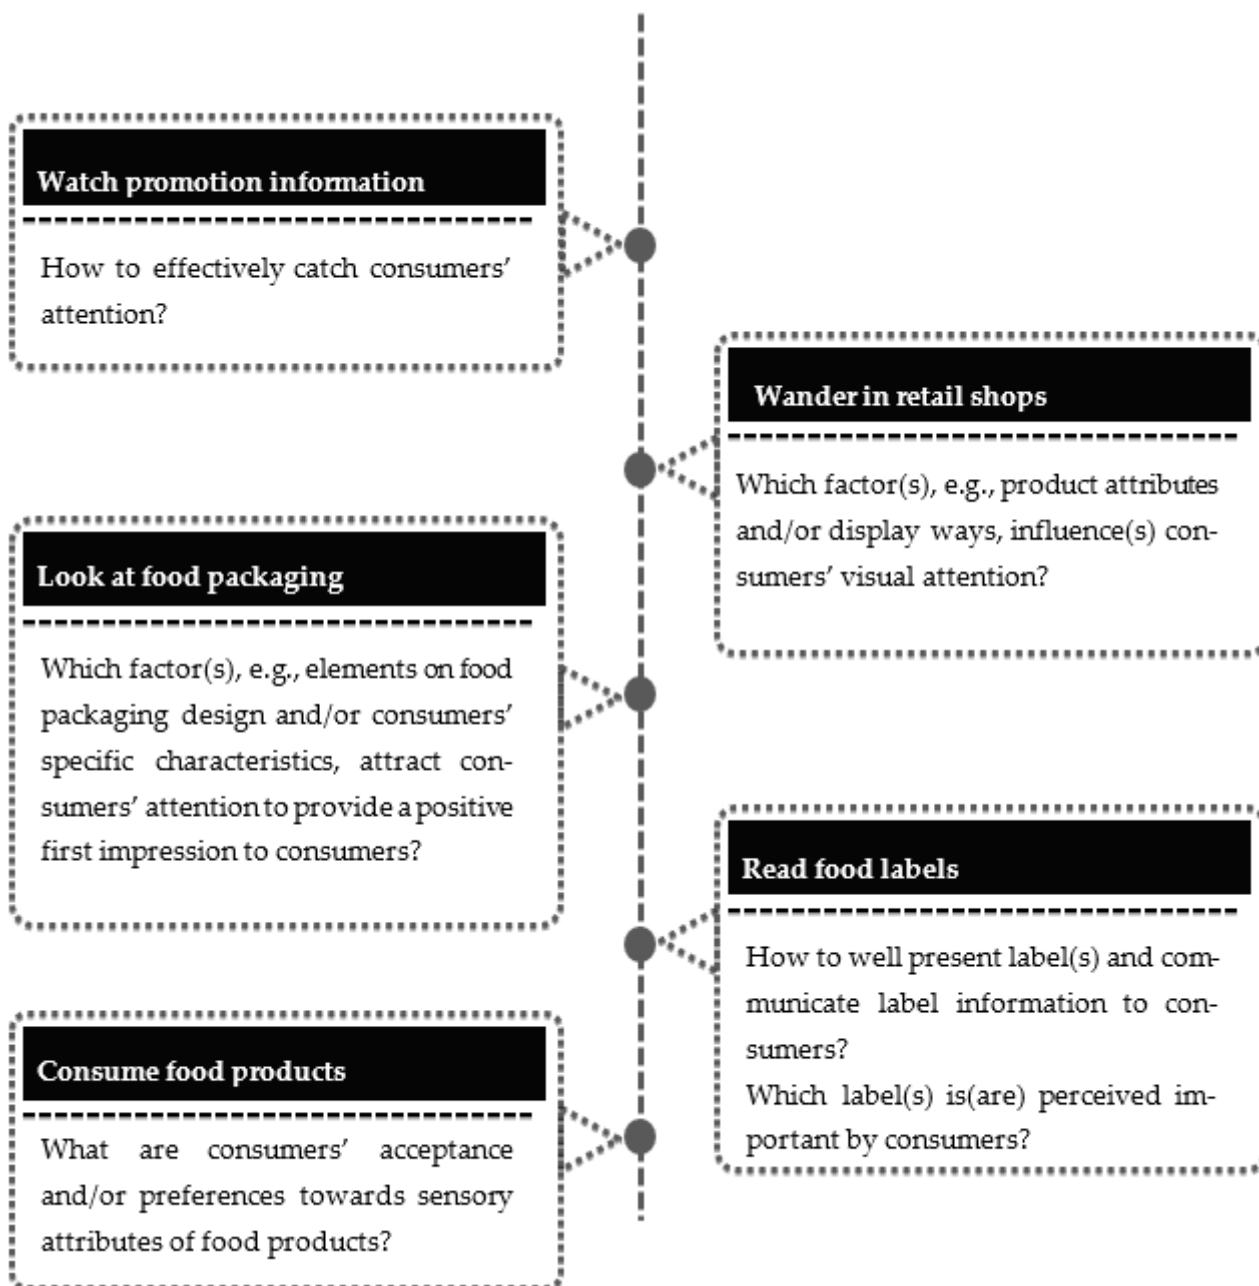 Watch promotion information
How to effectively catch consumers’
attention?
Wander in retail shops
Which factor(s), e.g., product attributes
and/or display ways, influence(s) con-
sumers’ visual attention?
Look at food packaging
Which factor(s), e.g., elements on food
packaging design and/or consumers’
specific characteristics, attract con-
sumers’ attention to provide a positive
first impression to consumers?
Read food labels
How to well present label(s) and com-
municate label information to con-
sumers?
Which label(s) is(are) perceived im-
portant by consumers?
Consume food products
What are consumers’ acceptance
and/or preferences towards sensory
attributes of food products?